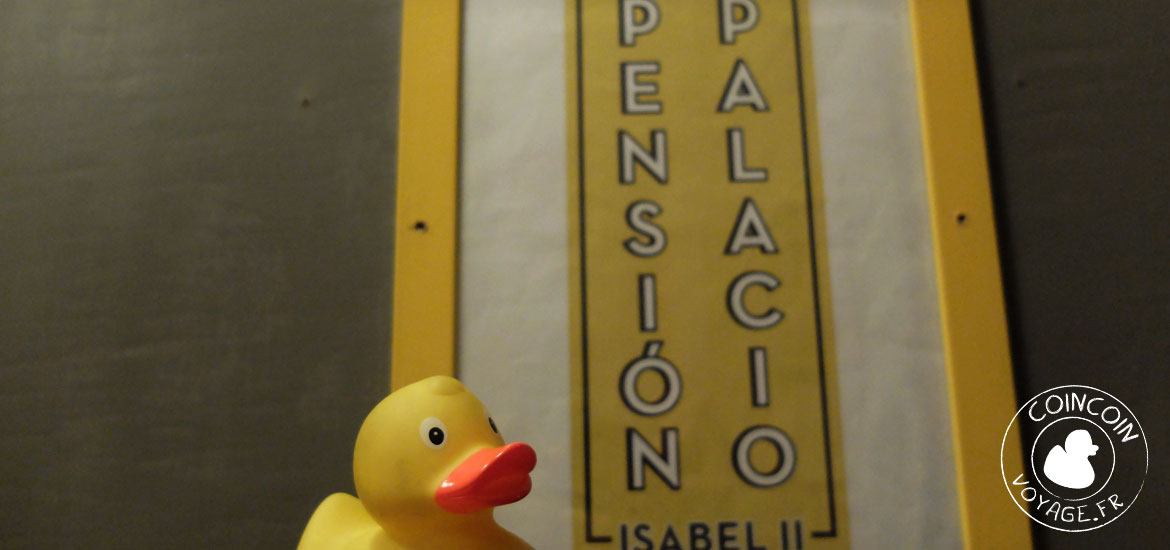 PENSIÓN
PALACIO
ISABEL II
COINCOIN
VOYAGE.FR